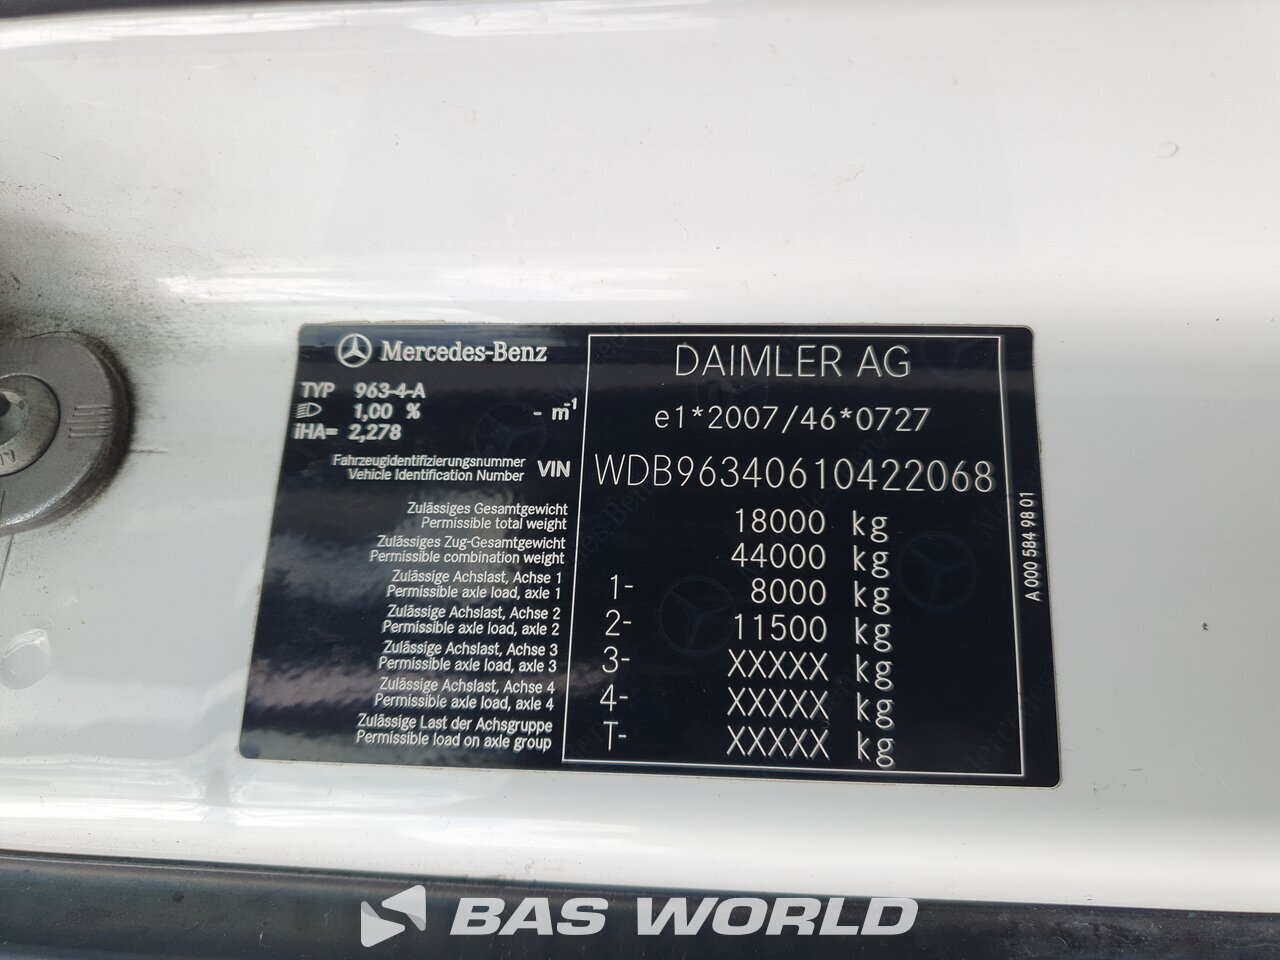 Mercedes-Benz
TYP 963-4-A
1,00 % - m-1
iHA= 2,278
DAIMLER AG
e1*2007/46*0727
Fahrzeugidentifizierungsnummer
Vehicle Identification Number VIN WDB96340610422068
Zulässiges Gesamtgewicht
Permissible total weight 18000 kg
Zulässiges Zug-Gesamtgewicht
Permissible combination weight 44000 kg
Zulässige Achslast, Achse 1
Permissible axle load, axle 1 1- 8000 kg
Zulässige Achslast, Achse 2
Permissible axle load, axle 2 2- 11500 kg
Zulässige Achslast, Achse 3
Permissible axle load, axle 3 3- XXXXX kg
Zulässige Achslast, Achse 4
Permissible axle load, axle 4 4- XXXXX kg
Zulässige Last der Achsgruppe
Permissible load on axle group T- XXXXX kg
A 000 584 98 01
BAS WORLD